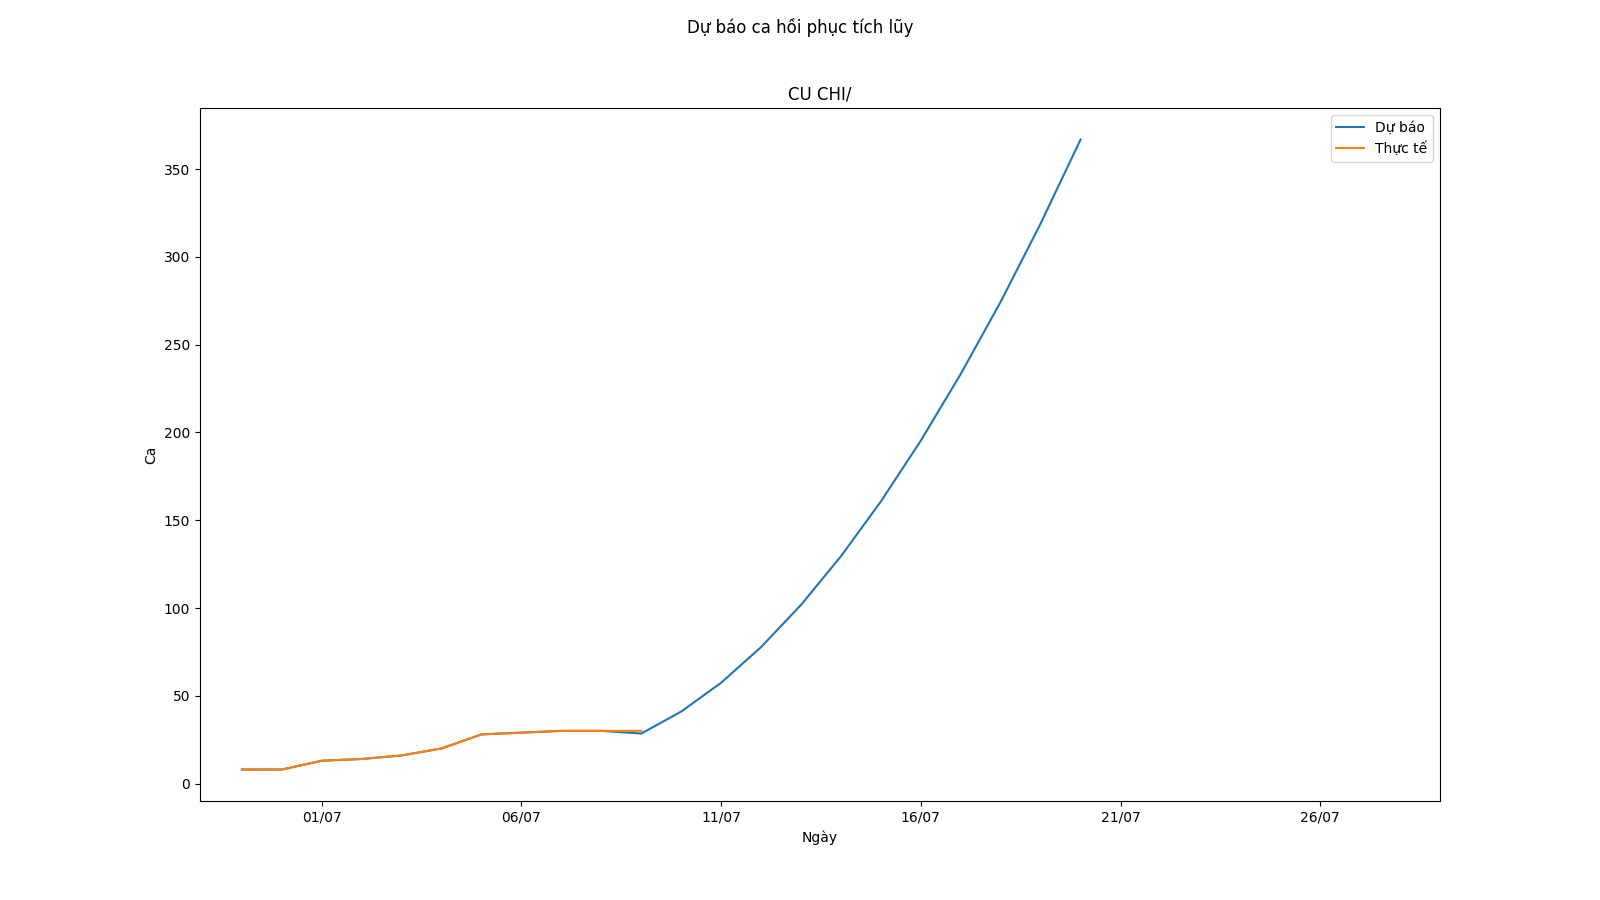 Dự báo ca hồi phục tích lũy
CU CHI/
Dự báo
Thực tế
350
300
250
200
150
100
50
0
Ca
01/07 06/07 11/07 16/07 21/07 26/07
Ngày